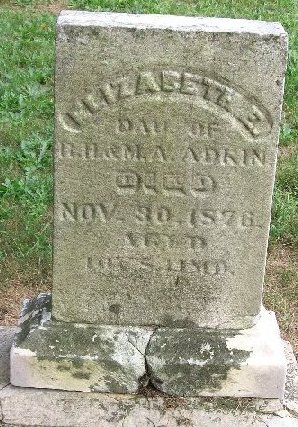 ELIZABETH E.
DAU. OF
H. & M. A. ADKIN
DIED
NOV. 30. 1876.
AGED